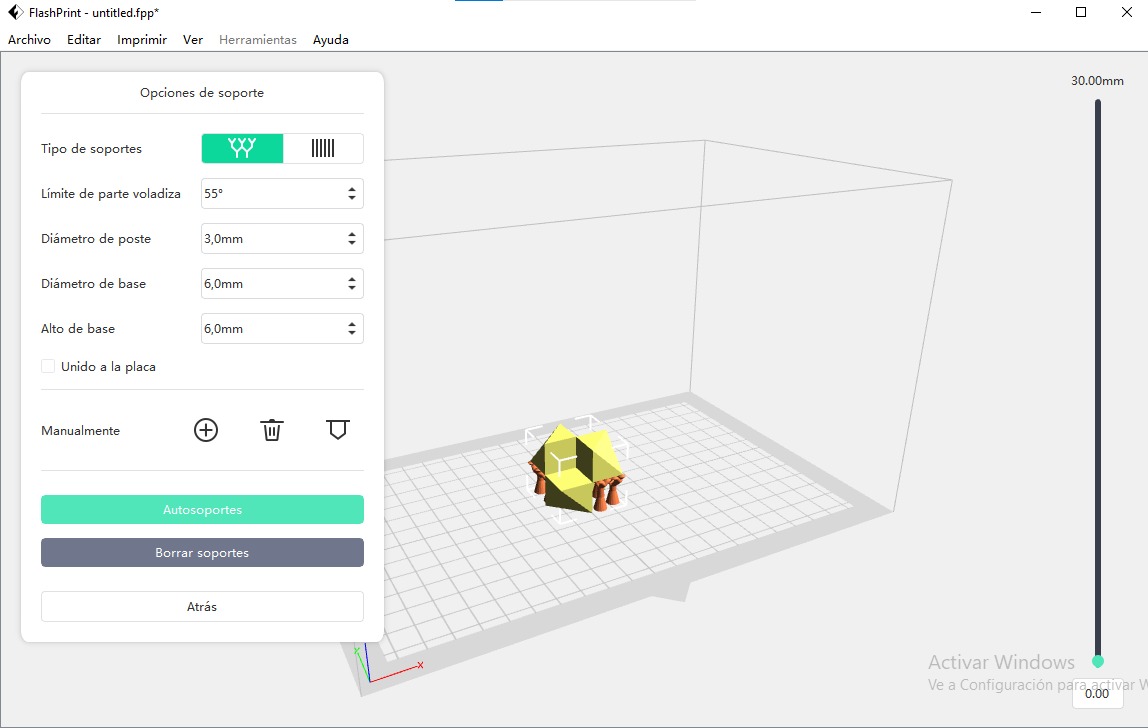 FlashPrint - untitled.fpp*
Archivo Editar Imprimir Ver Herramientas Ayuda
30.00mm
Opciones de soporte
Tipo de soportes
Límite de parte voladiza 55°
Diámetro de poste 3,0mm
Diámetro de base 6,0mm
Alto de base 6,0mm
Unido a la placa
Manualmente
Autosoportes
Borrar soportes
Atrás
Y X
Activar Windows
Ve a Configuración para activar W
0.00